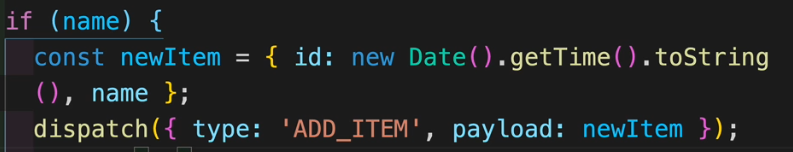 if (name) {
const newItem = { id: new Date().getTime().toString
(), name };
dispatch({ type: 'ADD_ITEM', payload: newItem });